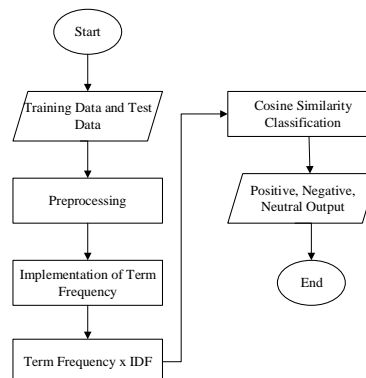 Start
Training Data and Test
Data
Preprocessing
Implementation of Term
Frequency
Term Frequency x IDF
Cosine Similarity
Classification
Positive, Negative,
Neutral Output
End